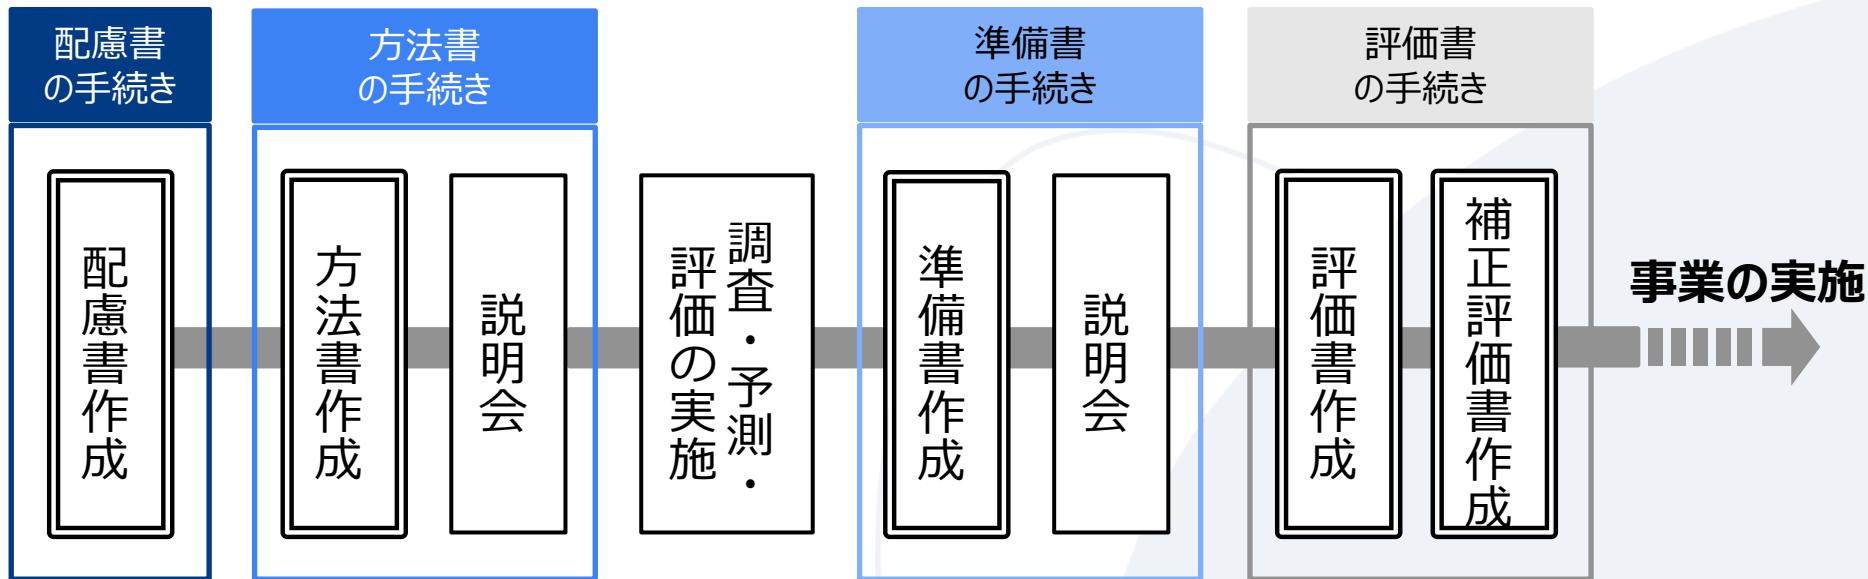 配慮書
の手続き
方法書
の手続き
準備書
の手続き
評価書
の手続き
配慮書作成
方法書作成
説明会
調査・予測・
評価の実施
準備書作成
説明会
評価書作成
補正評価書作成
事業の実施